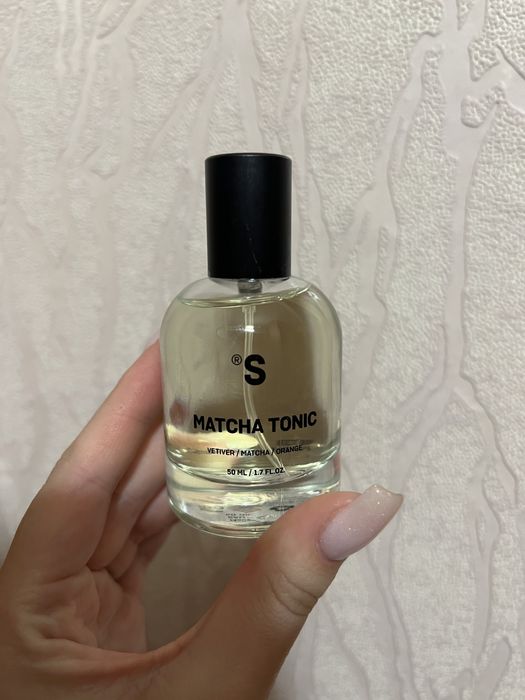 ®S
MATCHA TONIC
VETIVER / MATCHA / ORANGE
50 ML / 1.7 FL.OZ.